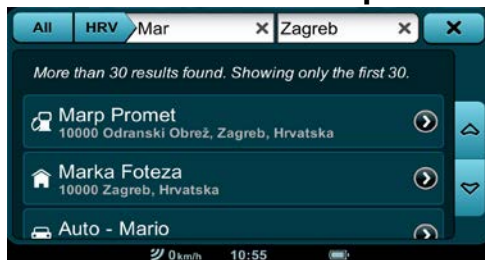 All HRV Mar Zagreb
More than 30 results found. Showing only the first 30.
Marp Promet
10000 Odranski Obrež, Zagreb, Hrvatska
Marka Foteza
10000 Zagreb, Hrvatska
Auto - Mario
0km/h 10:55